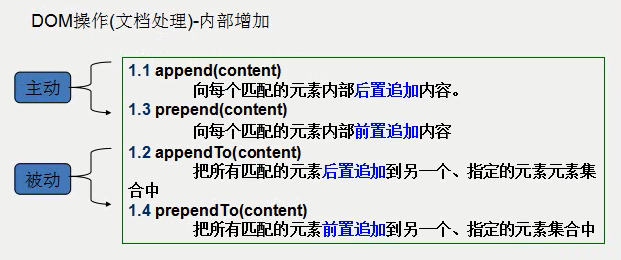 DOM操作(文档处理)-内部增加
主动
1.1 append(content)
向每个匹配的元素内部后置追加内容。
1.3 prepend(content)
向每个匹配的元素内部前置追加内容
被动
1.2 appendTo(content)
把所有匹配的元素后置追加到另一个、指定的元素元素集
合中
1.4 prependTo(content)
把所有匹配的元素前置追加到另一个、指定的元素集合中